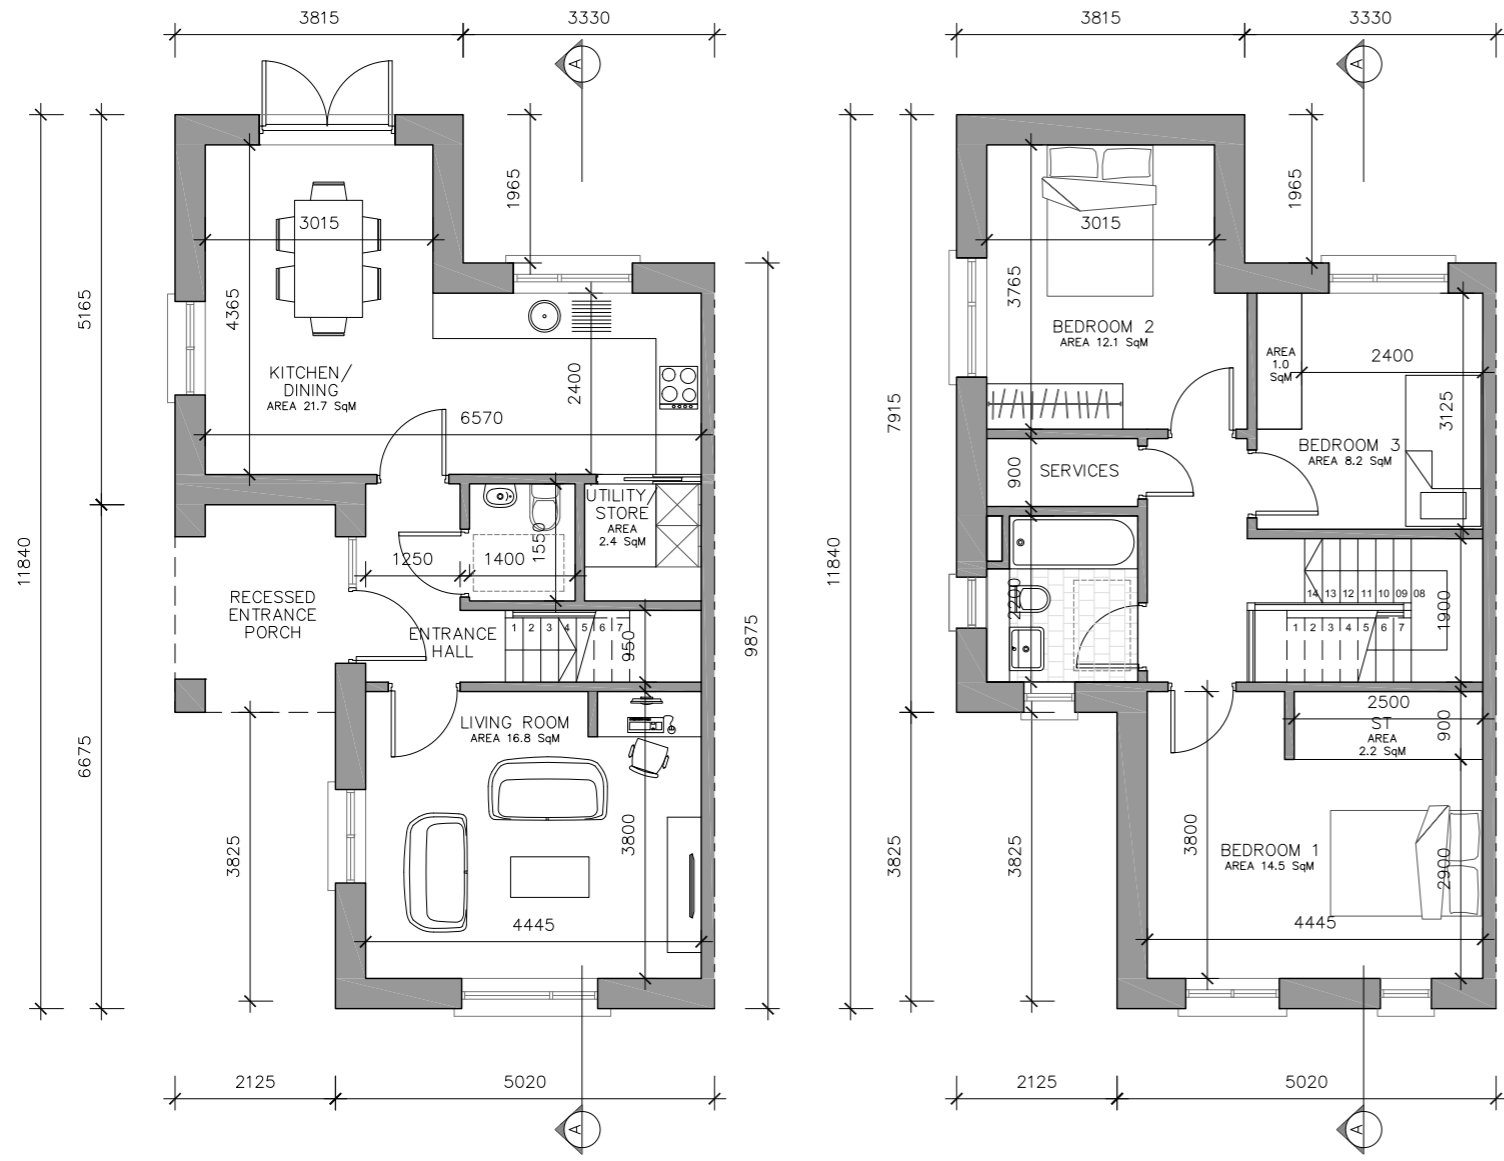 3815
3330
3815
3330
A
A
1965
1965
3015
3015
5165
4365
3765
KITCHEN/
DINING
AREA 21.7 SqM
2400
6570
BEDROOM 2
AREA 12.1 SqM
AREA
1.0
SqM
2400
7915
3125
BEDROOM 3
AREA 8.2 SqM
SERVICES
900
UTILITY/
STORE
AREA
2.4 SqM
1550
1250
1400
11840
11840
RECESSED
ENTRANCE
PORCH
ENTRANCE
HALL
1 2 3 4 5 6 7
950
9875
2200
14 13 12 11 10 09 08
1 2 3 4 5 6 7
1900
6675
LIVING ROOM
AREA 16.8 SqM
2500
ST
AREA
2.2 SqM
900
3825
3800
3825
3825
3800
BEDROOM 1
AREA 14.5 SqM
2900
4445
4445
2125
5020
2125
5020
A
A